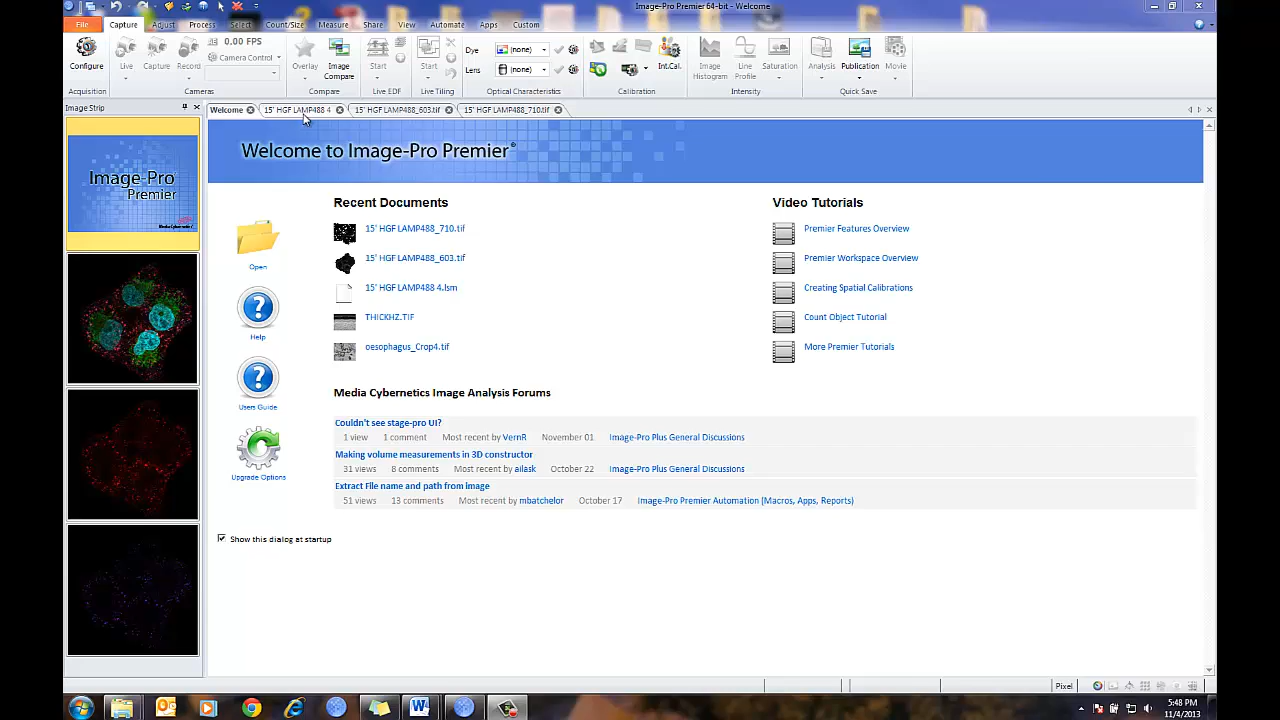 Image-Pro Premier 64-bit - Welcome
File Capture Adjust Process Select Count/Size Measure Share View Automate Apps Custom
0.00 FPS
Camera Control
Configure Live Capture Record Overlay Image Compare Start Start
Dye (none)
Lens (none)
Int.Cal. Image Histogram Line Profile Saturation Analysis Publication Movie
Acquisition Cameras Compare Live EDF Live Tiling Optical Characteristics Calibration Intensity Quick Save
Image Strip
Welcome 15' HGF LAMP488 4 15' HGF LAMP488_603.tif 15' HGF LAMP488_710.tif
Image-Pro
Premier
Media Cybernetics
Welcome to Image-Pro Premier®
Recent Documents
15' HGF LAMP488_710.tif
15' HGF LAMP488_603.tif
15' HGF LAMP488 4.lsm
THICKHZ.TIF
oesophagus_Crop4.tif
Video Tutorials
Premier Features Overview
Premier Workspace Overview
Creating Spatial Calibrations
Count Object Tutorial
More Premier Tutorials
Open
Help
Users Guide
Upgrade Options
Media Cybernetics Image Analysis Forums
Couldn't see stage-pro UI?
1 view 1 comment Most recent by VernR November 01 Image-Pro Plus General Discussions
Making volume measurements in 3D constructor
31 views 8 comments Most recent by ailask October 22 Image-Pro Plus General Discussions
Extract File name and path from image
51 views 13 comments Most recent by mbatchelor October 17 Image-Pro Premier Automation (Macros, Apps, Reports)
Show this dialog at startup
Pixel
5:48 PM
11/4/2013